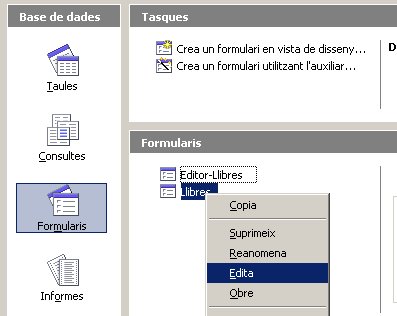 Base de dades
Taules
Consultes
Formularis
Informes
Tasques
Crea un formulari en vista de disseny...
Crea un formulari utilitzant l'auxiliar...
D
Formularis
Editor-Llibres
Llibres
Copia
Suprimeix
Reanomena
Edita
Obre